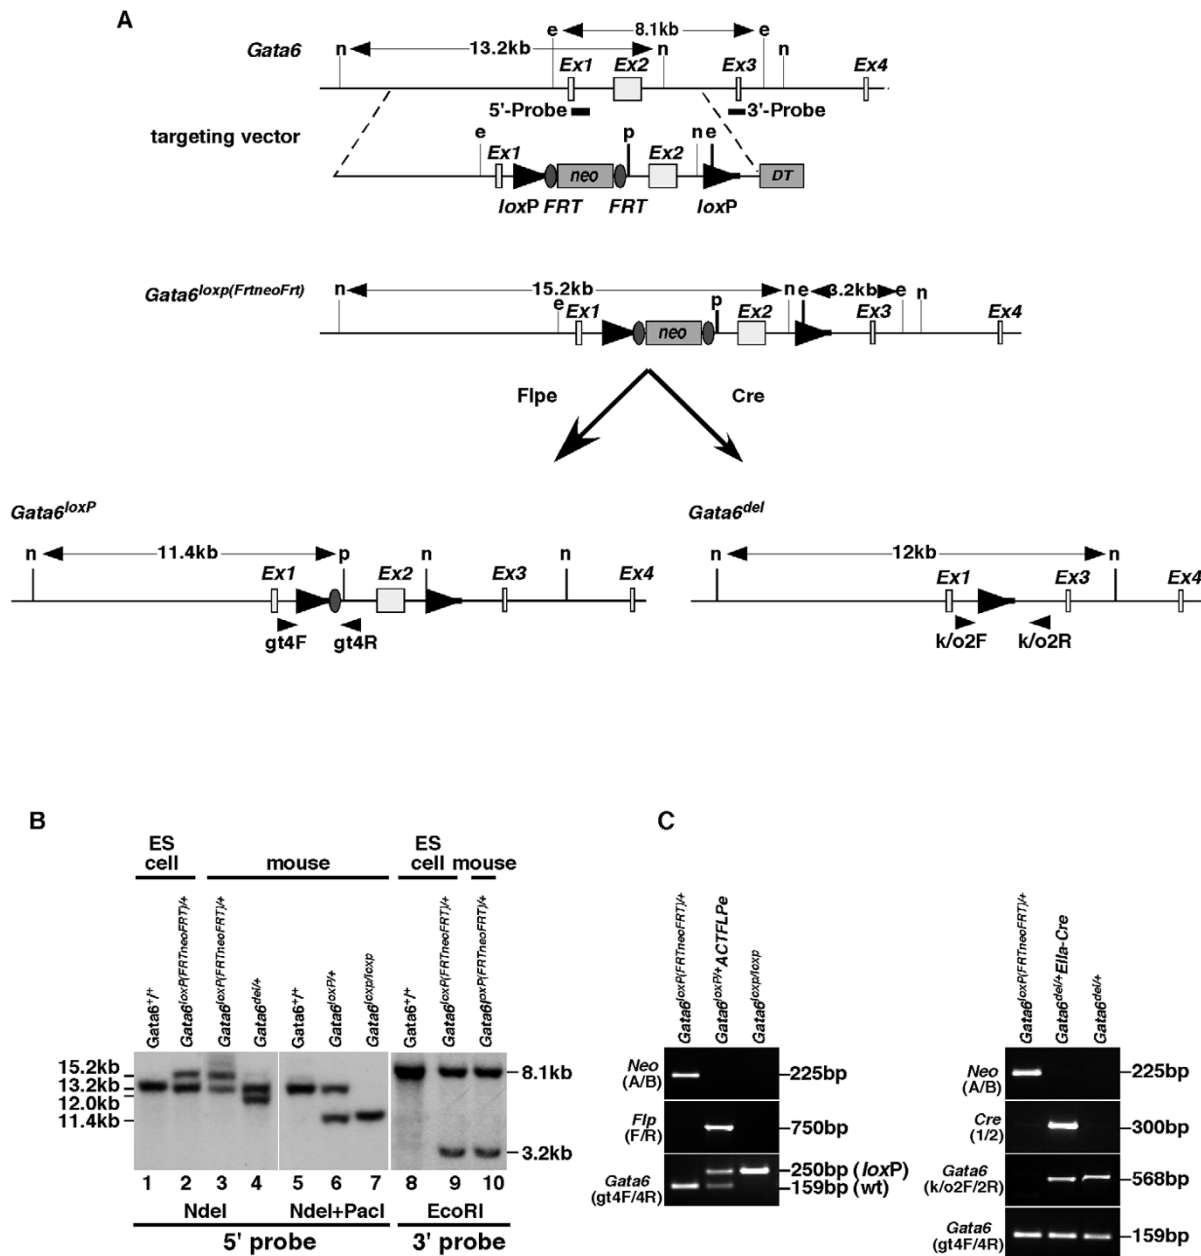 A
Gata6
n
13.2kb
e
8.1kb
n
e
n
Ex1
Ex2
Ex3
Ex4
5'-Probe
3'-Probe
targeting vector
e
Ex1
p
n
e
Ex2
neo
DT
loxP
FRT
FRT
loxP
Gata6loxp(FrtneoFrt)
n
15.2kb
n
e
3.2kb
e
n
e
Ex1
p
Ex2
Ex3
Ex4
neo
Flpe
Cre
Gata6loxP
n
11.4kb
p
n
n
Ex1
Ex2
Ex3
Ex4
gt4F
gt4R
Gata6del
n
12kb
n
Ex1
Ex3
Ex4
k/o2F
k/o2R
B
ES cell
mouse
ES cell
mouse
Gata6+/+
Gata6loxP(FRTneoFRT)/+
Gata6loxP(FRTneoFRT)/+
Gata6del/+
Gata6+/+
Gata6loxP/+
Gata6loxp/loxp
Gata6+/+
Gata6loxP(FRTneoFRT)/+
Gata6loxP(FRTneoFRT)/+
15.2kb
13.2kb
12.0kb
11.4kb
8.1kb
3.2kb
1 2 3 4 5 6 7 8 9 10
NdeI
NdeI+PacI
EcoRI
5' probe
3' probe
C
Gata6loxP(FRTneoFRT)/+
Gata6loxP/+ACTFLPe
Gata6loxp/loxp
Neo
(A/B)
225bp
Flp
(F/R)
750bp
Gata6
(gt4F/4R)
250bp (loxP)
159bp (wt)
Gata6loxP(FRTneoFRT)/+
Gata6del/+EIIa-Cre
Gata6del/+
Neo
(A/B)
225bp
Cre
(1/2)
300bp
Gata6
(k/o2F/2R)
568bp
Gata6
(gt4F/4R)
159bp